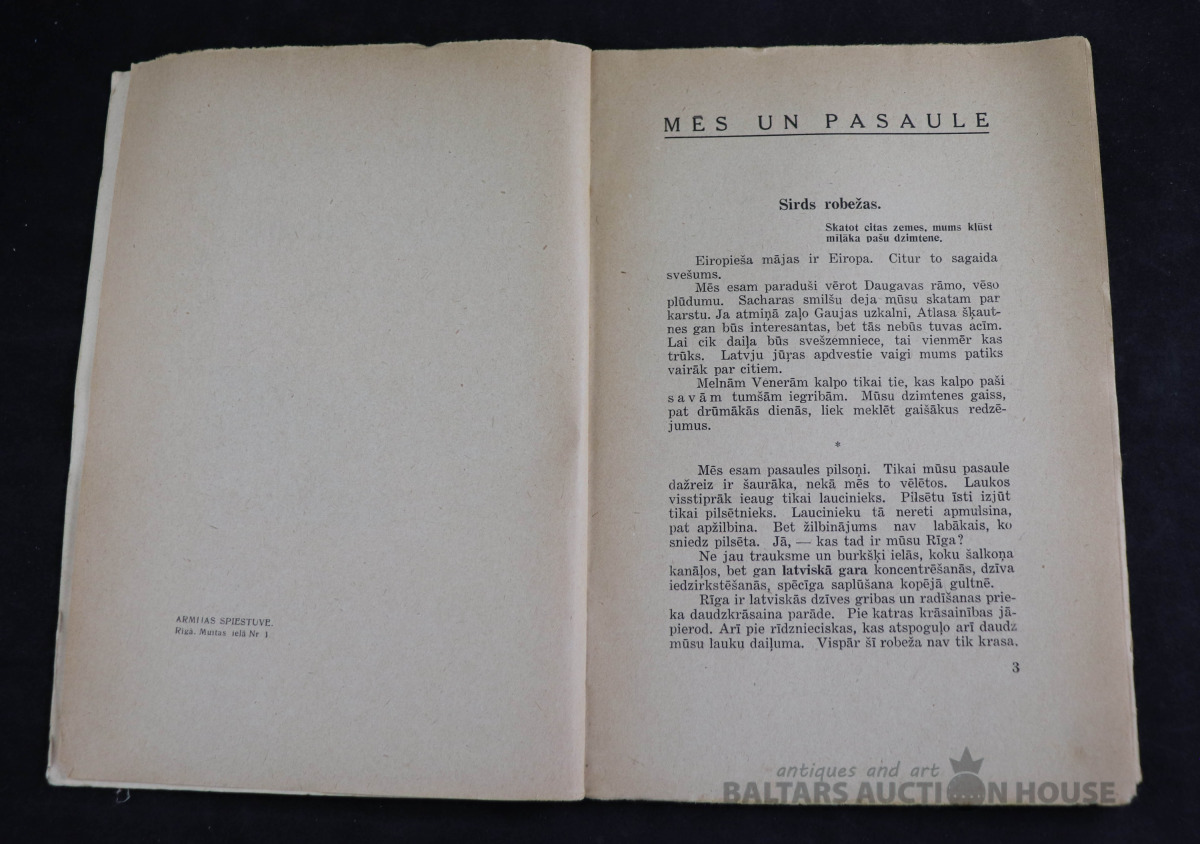 ARMIJAS SPIESTUVE.
Rīgā, Muitas ielā Nr 1.
MĒS UN PASAULE
Sirds robežas.
Skatot citas zemes, mums kļūst
mīļāka pašu dzimtene.
Eiropieša mājas ir Eiropa. Citur to sagaida
svešums.
Mēs esam paraduši vērot Daugavas rāmo, vēso
plūdumu. Sacharas smilšu deja mūsu skatam par
karstu. Ja atmiņā zaļo Gaujas uzkalni, Atlasa šķaut-
nes gan būs interesantas, bet tās nebūs tuvas acīm.
Lai cik daiļa būs svešzemniece, tai vienmēr kas
trūks. Latvju jūŗas apdvestie vaigi mums patiks
vairāk par citiem.
Melnām Venerām kalpo tikai tie, kas kalpo paši
savām tumšām iegribām. Mūsu dzimtenes gaiss,
pat drūmākās dienās, liek meklēt gaišākus redzē-
jumus.
*
Mēs esam pasaules pilsoņi. Tikai mūsu pasaule
dažreiz ir šaurāka, nekā mēs to vēlētos. Laukos
visstiprāk ieaug tikai laucinieks. Pilsētu īsti izjūt
tikai pilsētnieks. Laucinieku tā nereti apmulsina,
pat apžilbina. Bet žilbinājums nav labākais, ko
sniedz pilsēta. Jā, — kas tad ir mūsu Rīga?
Ne jau trauksme un burkšķi ielās, koku šalkoņa
kanāļos, bet gan latviskā gara koncentrēšanās, dzīva
iedzirkstēšanās, spēcīga saplūšana kopējā gultnē.
Rīga ir latviskās dzīves gribas un radīšanas prie-
ka daudzkrāsaina parāde. Pie katras krāsainības jā-
pierod. Arī pie rīdznieciskas, kas atspoguļo arī daudz
mūsu lauku daiļuma. Vispār šī robeža nav tik krasa.
3
antiques and art
BALTARS AUCTION HOUSE